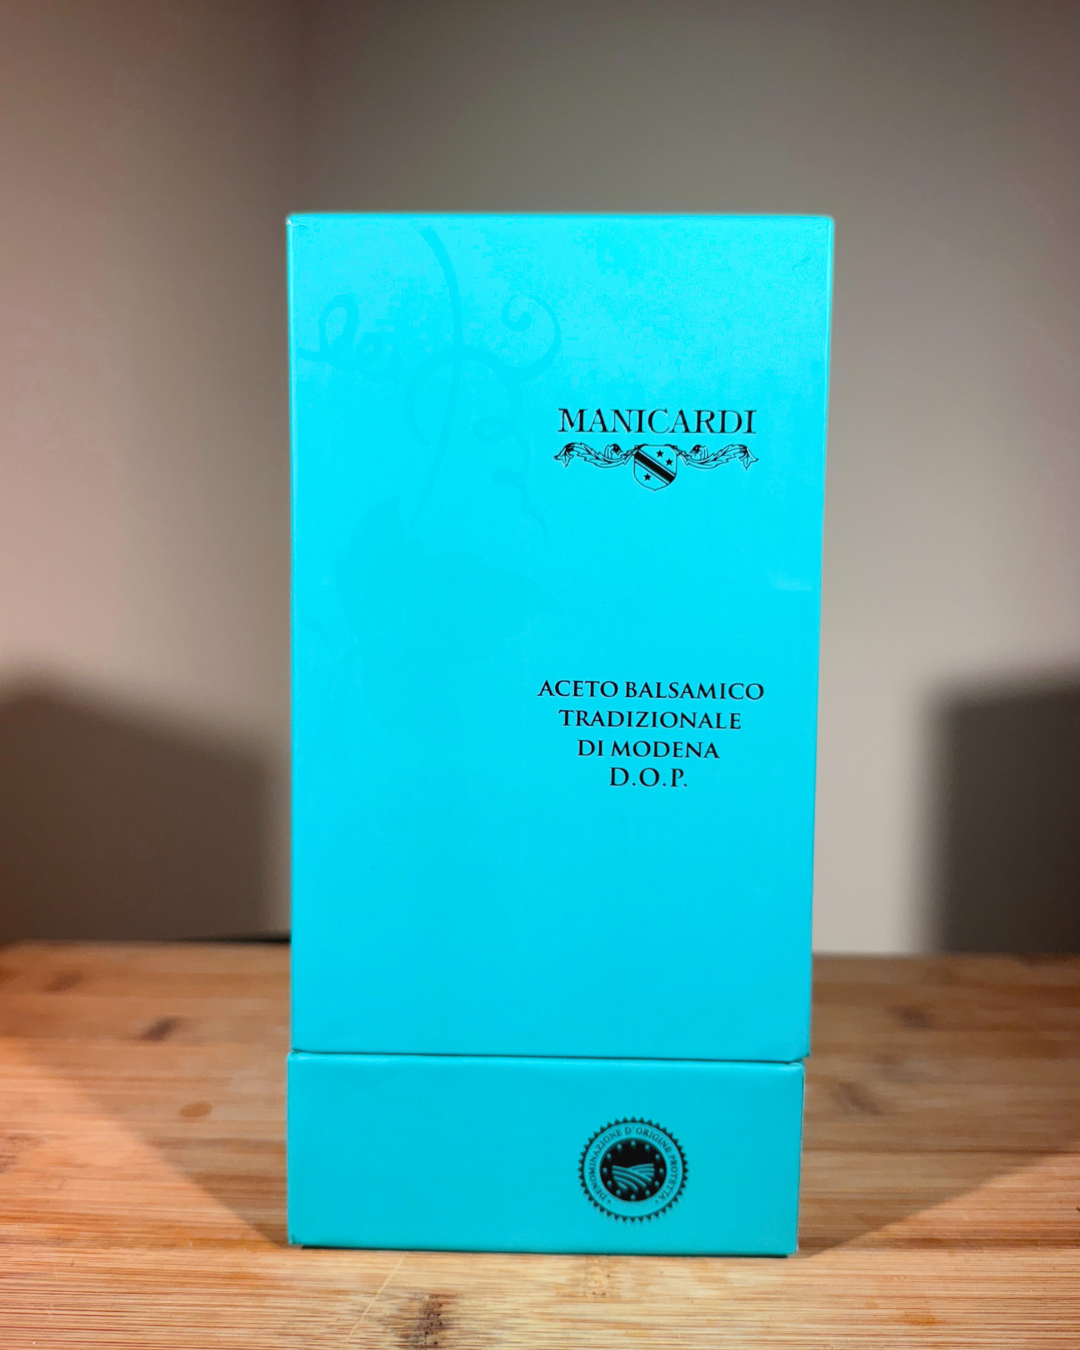 MANICARDI
ACETO BALSAMICO
TRADIZIONALE
DI MODENA
D.O.P.
DENOMINAZIONE D'ORIGINE PROTETTA